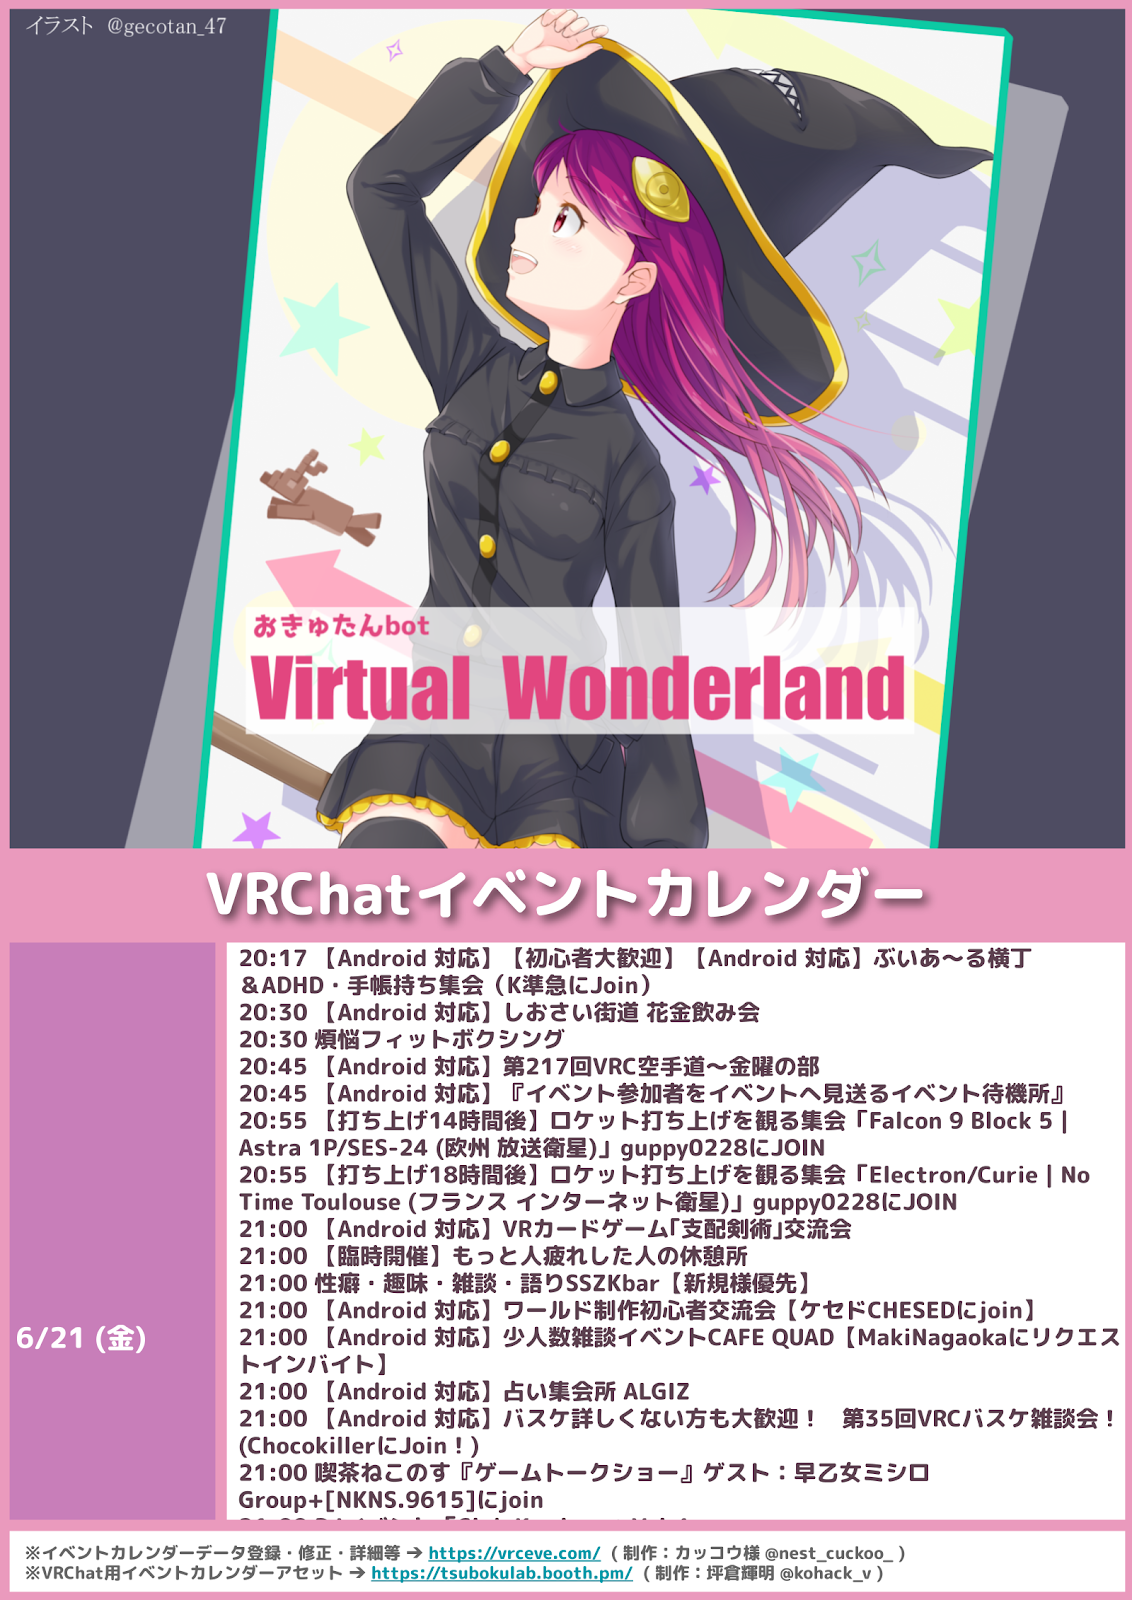 イラスト @gecotan_47
おきゅたんbot
Virtual Wonderland
VRChatイベントカレンダー
6/21 (金)
20:17 【Android 対応】【初心者大歓迎】【Android 対応】ぶいあ〜る横丁
＆ADHD・手帳持ち集会（K準急にJoin）
20:30 【Android 対応】しおさい街道 花金飲み会
20:30 煩悩フィットボクシング
20:45 【Android 対応】第217回VRC空手道〜金曜の部
20:45 【Android 対応】『イベント参加者をイベントへ見送るイベント待機所』
20:55 【打ち上げ14時間後】ロケット打ち上げを観る集会「Falcon 9 Block 5 |
Astra 1P/SES-24 (欧州 放送衛星)」guppy0228にJOIN
20:55 【打ち上げ18時間後】ロケット打ち上げを観る集会「Electron/Curie | No
Time Toulouse (フランス インターネット衛星)」guppy0228にJOIN
21:00 【Android 対応】VRカードゲーム｢支配剣術｣交流会
21:00 【臨時開催】もっと人疲れした人の休憩所
21:00 性癖・趣味・雑談・語りSSZKbar【新規様優先】
21:00 【Android 対応】ワールド制作初心者交流会【ケセドCHESEDにjoin】
21:00 【Android 対応】少人数雑談イベントCAFE QUAD【MakiNagaokaにリクエス
トインバイト】
21:00 【Android 対応】占い集会所 ALGIZ
21:00 【Android 対応】バスケ詳しくない方も大歓迎！　第35回VRCバスケ雑談会！
(ChocokillerにJoin！)
21:00 喫茶ねこのす『ゲームトークショー』ゲスト：早乙女ミシロ
Group+[NKNS.9615]にjoin
※イベントカレンダーデータ登録・修正・詳細等 → https://vrceve.com/ ( 制作：カッコウ様 @nest_cuckoo_ )
※VRChat用イベントカレンダーアセット → https://tsubokulab.booth.pm/ ( 制作：坪倉輝明 @kohack_v )